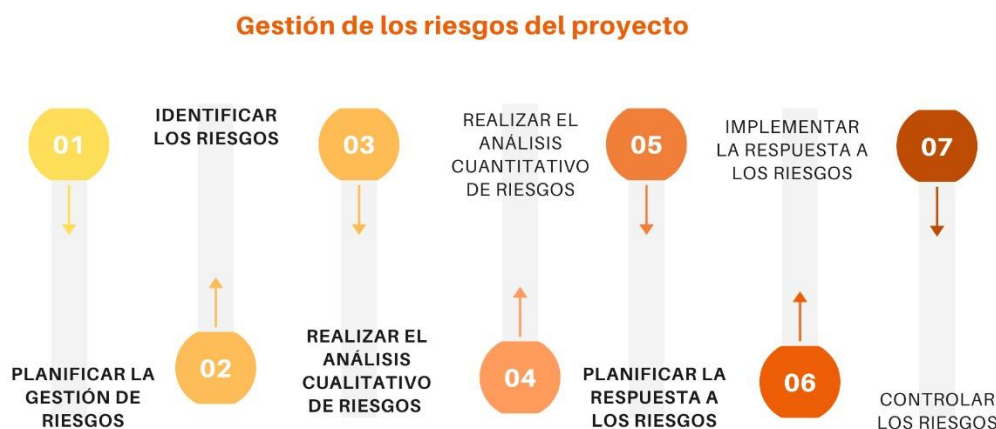 Gestión de los riesgos del proyecto
01
PLANIFICAR LA
GESTIÓN DE
RIESGOS
IDENTIFICAR
LOS RIESGOS
02
03
REALIZAR EL
ANÁLISIS
CUALITATIVO
DE RIESGOS
REALIZAR EL
ANÁLISIS
CUANTITATIVO
DE RIESGOS
04
05
PLANIFICAR LA
RESPUESTA A
LOS RIESGOS
IMPLEMENTAR
LA RESPUESTA A
LOS RIESGOS
06
07
CONTROLAR
LOS RIESGOS